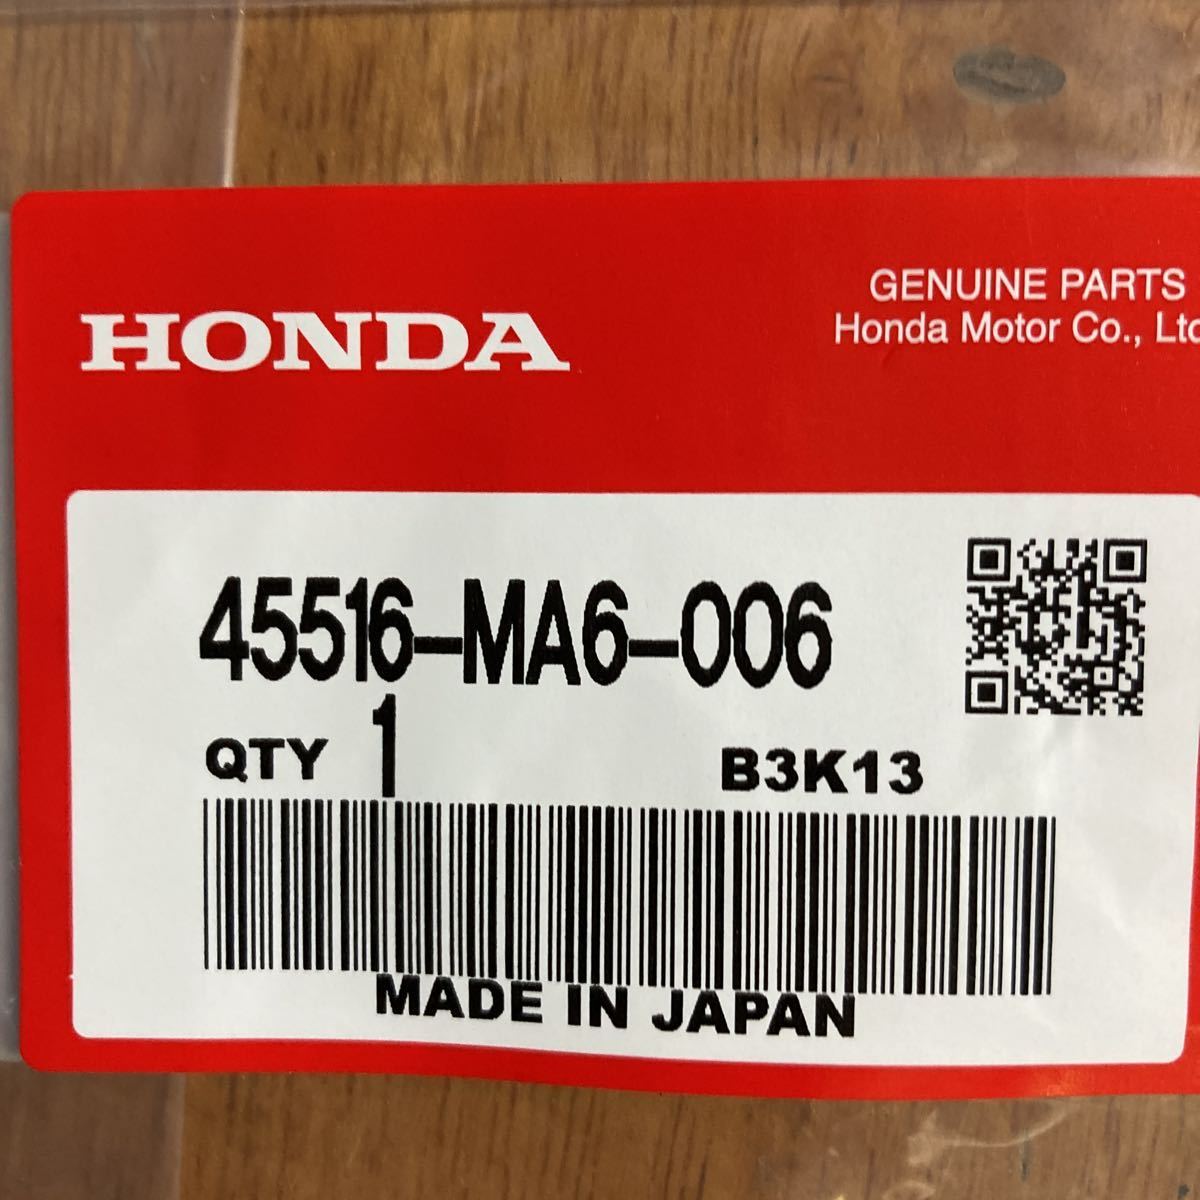 HONDA
GENUINE PARTS
Honda Motor Co., Ltd
45516-MA6-006
QTY 1
B3K13
MADE IN JAPAN